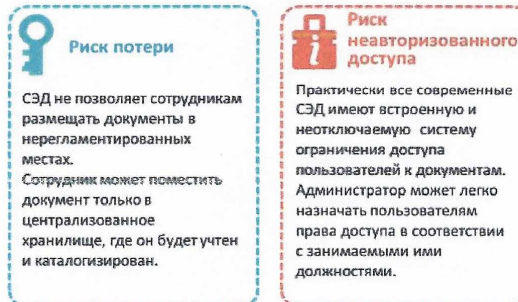 Риск потери
СЭД не позволяет сотрудникам
размещать документы в
нерегламентированных
местах.
Сотрудник может поместить
документ только в
централизованное
хранилище, где он будет учтен
и каталогизирован.
Риск
неавторизованного
доступа
Практически все современные
СЭД имеют встроенную и
неотключаемую систему
ограничения доступа
пользователей к документам.
Администратор может легко
назначать пользователям
права доступа в соответствии
с занимаемыми ими
должностями.